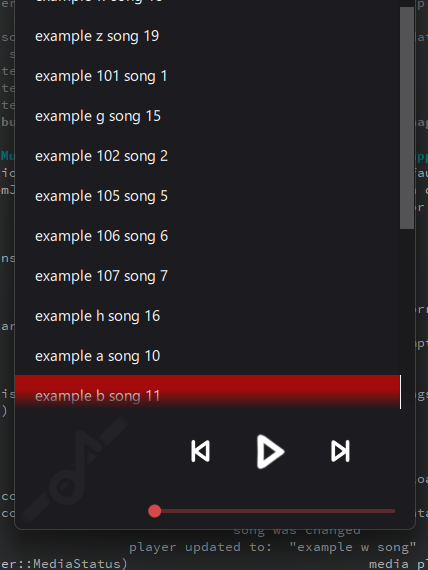 example z song 19
example 101 song 1
example g song 15
example 102 song 2
example 105 song 5
example 106 song 6
example 107 song 7
example h song 16
example a song 10
example b song 11
song was changed
player updated to: "example w song"
er::MediaStatus) media pl